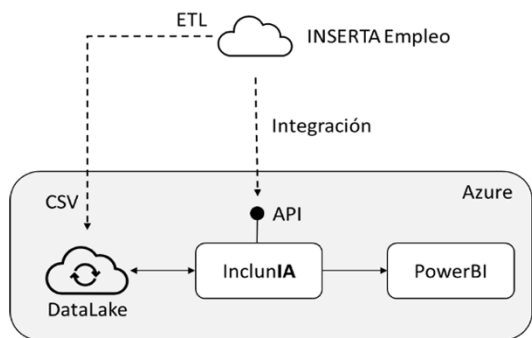 ETL
INSERTA Empleo
Integración
Azure
CSV
API
InclunIA
PowerBI
DataLake